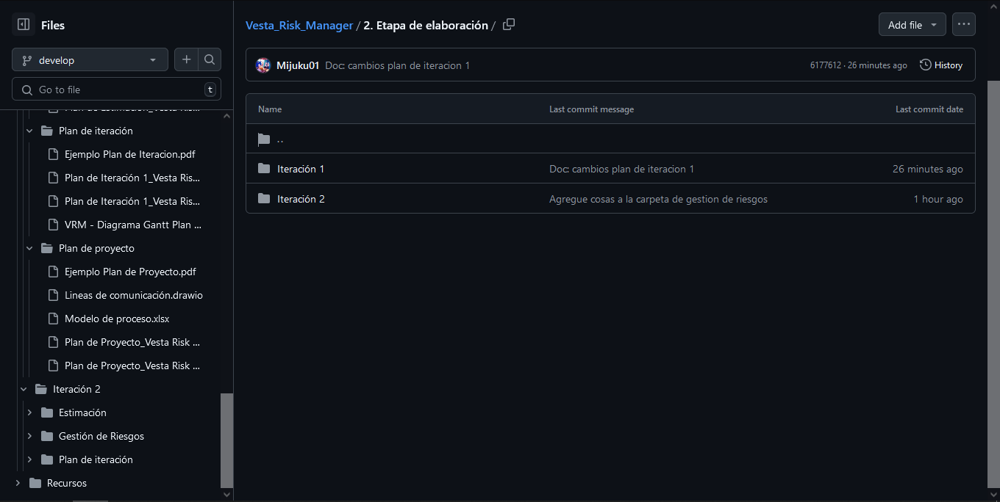 Files
develop
Go to file
t
Plan de Estimación_Vesta Ris...
Plan de iteración
Ejemplo Plan de Iteracion.pdf
Plan de Iteración 1_Vesta Ris...
Plan de Iteración 1_Vesta Ris...
VRM - Diagrama Gantt Plan ...
Plan de proyecto
Ejemplo Plan de Proyecto.pdf
Lineas de comunicación.drawio
Modelo de proceso.xlsx
Plan de Proyecto_Vesta Risk ...
Plan de Proyecto_Vesta Risk ...
Iteración 2
Estimación
Gestión de Riesgos
Plan de iteración
Recursos
Vesta_Risk_Manager / 2. Etapa de elaboración /
Add file
Mijuku01 Doc: cambios plan de iteracion 1 6177612 · 26 minutes ago History
Name Last commit message Last commit date
..
Iteración 1 Doc: cambios plan de iteracion 1 26 minutes ago
Iteración 2 Agregue cosas a la carpeta de gestion de riesgos 1 hour ago